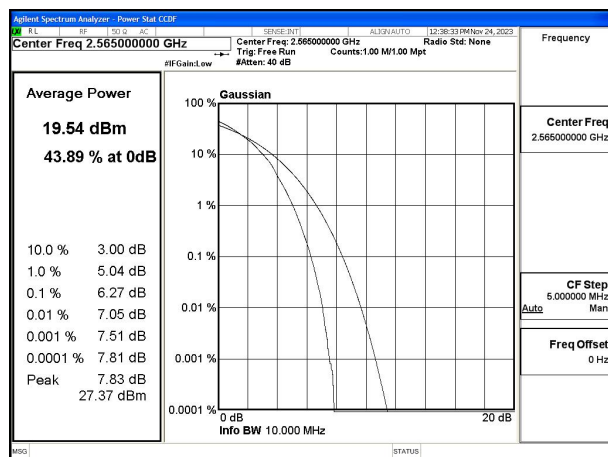 Agilent Spectrum Analyzer - Power Stat CCDF
LXI RL RF 50 Ω AC SENSE:INT ALIGN AUTO 12:38:33 PM Nov 24, 2023
Center Freq 2.565000000 GHz
Center Freq: 2.565000000 GHz Radio Std: None
Trig: Free Run Counts:1.00 M/1.00 Mpt
#IFGain:Low #Atten: 40 dB
Frequency
Average Power
19.54 dBm
43.89 % at 0dB
10.0 % 3.00 dB
1.0 % 5.04 dB
0.1 % 6.27 dB
0.01 % 7.05 dB
0.001 % 7.51 dB
0.0001 % 7.81 dB
Peak 7.83 dB
27.37 dBm
Gaussian
100 %
10 %
1 %
0.1 %
0.01 %
0.001 %
0.0001 %
0 dB 20 dB
Info BW 10.000 MHz
Center Freq
2.565000000 GHz
CF Step
5.000000 MHz
Auto Man
Freq Offset
0 Hz
MSG STATUS